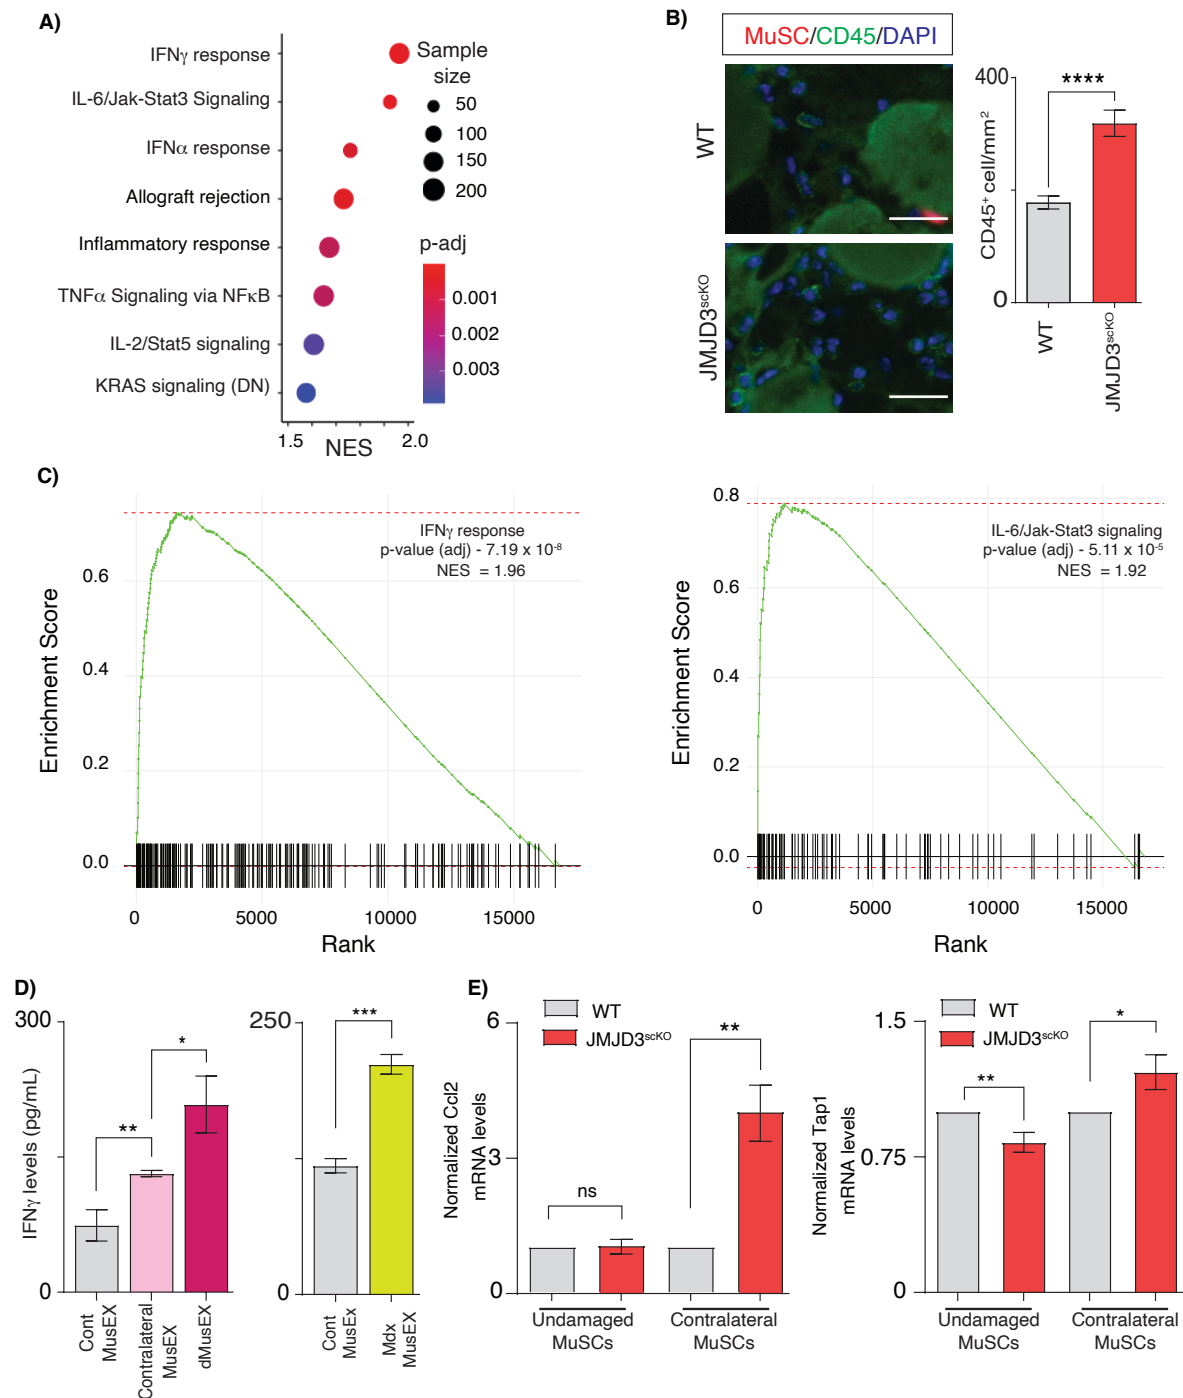 A)
IFNγ response
IL-6/Jak-Stat3 Signaling
IFNα response
Allograft rejection
Inflammatory response
TNFα Signaling via NFκB
IL-2/Stat5 signaling
KRAS signaling (DN)
1.5
2.0
NES
Sample
size
50
100
150
200
p-adj
0.001
0.002
0.003
B)
MuSC/CD45/DAPI
WT
JMJD3scKO
400
0
CD45+ cell/mm2
****
WT
JMJD3scKO
C)
Enrichment Score
0.6
0.4
0.2
0.0
IFNγ response
p-value (adj) - 7.19 x 10-8
NES = 1.96
0
5000
10000
15000
Rank
Enrichment Score
0.8
0.6
0.4
0.2
0.0
IL-6/Jak-Stat3 signaling
p-value (adj) - 5.11 x 10-5
NES = 1.92
0
5000
10000
15000
Rank
D)
IFNγ levels (pg/mL)
300
0
**
*
Cont
MusEX
Contralateral
MusEX
dMusEX
250
0
***
Cont
MusEx
Mdx
MusEX
E)
WT
JMJD3scKO
Normalized Ccl2
mRNA levels
6
3
0
ns
**
Undamaged
MuSCs
Contralateral
MuSCs
WT
JMJD3scKO
Normalized Tap1
mRNA levels
1.5
0.75
0
**
*
Undamaged
MuSCs
Contralateral
MuSCs